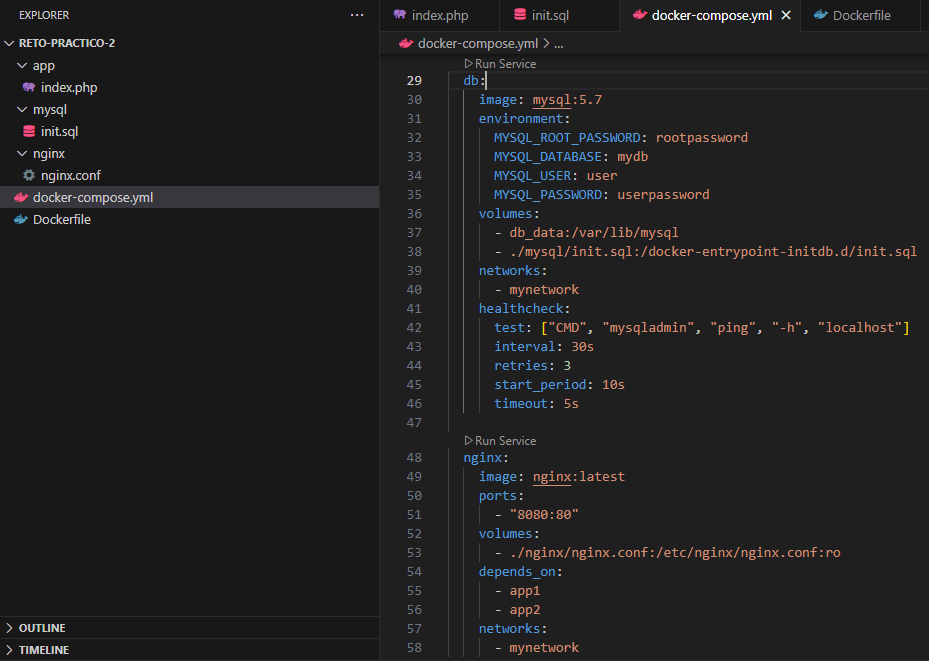 EXPLORER
RETO-PRACTICO-2
app
index.php
mysql
init.sql
nginx
nginx.conf
docker-compose.yml
Dockerfile
OUTLINE
TIMELINE
index.php
init.sql
docker-compose.yml
Dockerfile
docker-compose.yml > ...
Run Service
29 db:
30 image: mysql:5.7
31 environment:
32 MYSQL_ROOT_PASSWORD: rootpassword
33 MYSQL_DATABASE: mydb
34 MYSQL_USER: user
35 MYSQL_PASSWORD: userpassword
36 volumes:
37 - db_data:/var/lib/mysql
38 - ./mysql/init.sql:/docker-entrypoint-initdb.d/init.sql
39 networks:
40 - mynetwork
41 healthcheck:
42 test: ["CMD", "mysqladmin", "ping", "-h", "localhost"]
43 interval: 30s
44 retries: 3
45 start_period: 10s
46 timeout: 5s
47
Run Service
48 nginx:
49 image: nginx:latest
50 ports:
51 - "8080:80"
52 volumes:
53 - ./nginx/nginx.conf:/etc/nginx/nginx.conf:ro
54 depends_on:
55 - app1
56 - app2
57 networks:
58 - mynetwork